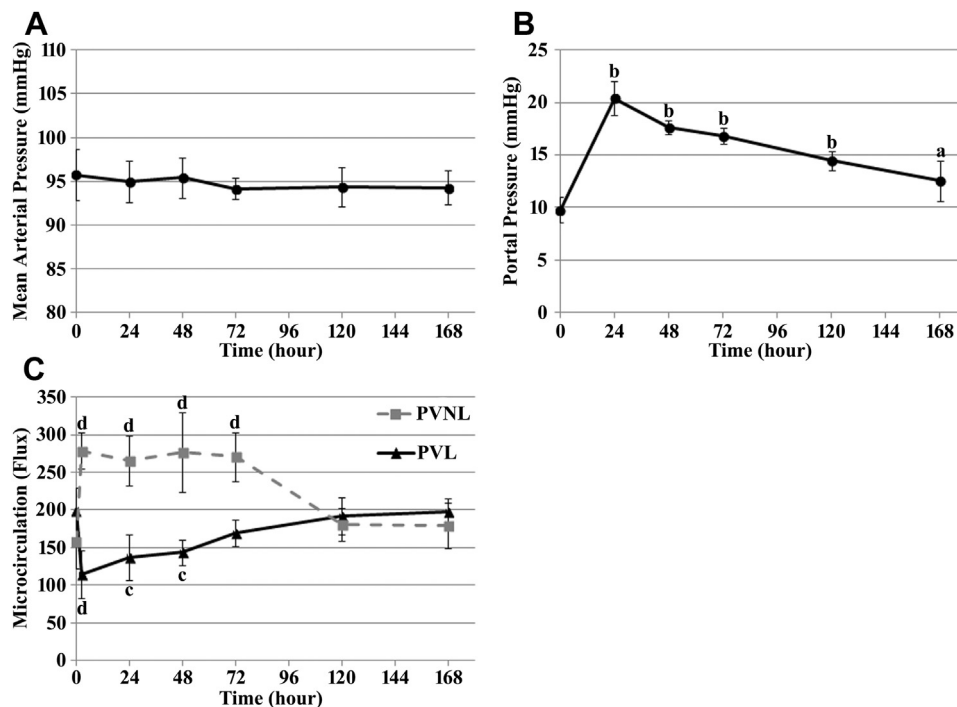 A
Mean Arterial Pressure (mmHg)
110
105
100
95
90
85
80
0 24 48 72 96 120 144 168
Time (hour)
B
Portal Pressure (mmHg)
25
20
15
10
5
0
b
b
b
b
a
0 24 48 72 96 120 144 168
Time (hour)
C
Microcirculation (Flux)
350
300
250
200
150
100
50
0
d
d
d
d
PVNL
PVL
d
c
c
0 24 48 72 96 120 144 168
Time (hour)